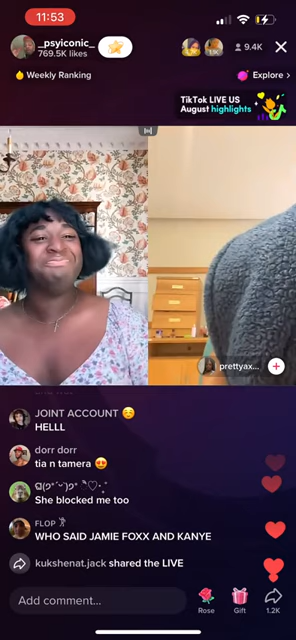 11:53
_psyiconic_
769.5K likes
9.4K
Weekly Ranking
Explore >
TikTok LIVE US
August highlights
prettyax...
JOINT ACCOUNT ☺️
HELLL
dorr dorr
tia n tamera 😍
She blocked me too
FLOP
WHO SAID JAMIE FOXX AND KANYE
kukshenat.jack shared the LIVE
Add comment...
Rose
Gift
1.2K